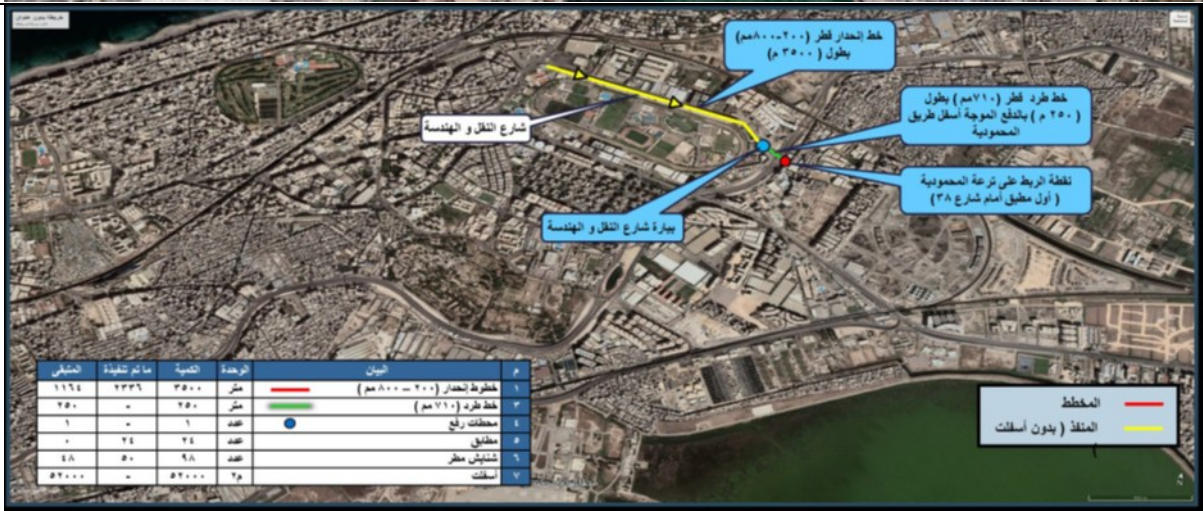 خريطة بدون عنوان
خط إنحدار قطر (٢٠٠-٨٠٠مم)
بطول ( ٣٥٠٠ م)
خط طرد قطر (٧١٠مم ) بطول
( ٢٥٠ م ) بالدفع الموجة أسفل طريق
المحمودية
شارع النقل و الهندسة
نقطة الربط على ترعة المحمودية
( أول مطبق أمام شارع ٣٨)
بيارة شارع النقل و الهندسة
م البيان الوحدة الكمية ما تم تنفيذة المتبقى
١ خطوط إنحدار (٢٠٠ – ٨٠٠ مم ) متر ٣٥٠٠ ٢٣٣٦ ١١٦٤
٣ خط طرد (٧١٠ مم ) متر ٢٥٠ - ٢٥٠
٤ محطات رفع عدد ١ - ١
٥ مطابق عدد ٢٤ ٢٤ ٠
٦ شنايش مطر عدد ٩٨ ٥٠ ٤٨
٧ أسفلت م٢ ٥٢٠٠٠ - ٥٢٠٠٠
المخطط
المنفذ ( بدون أسفلت
)